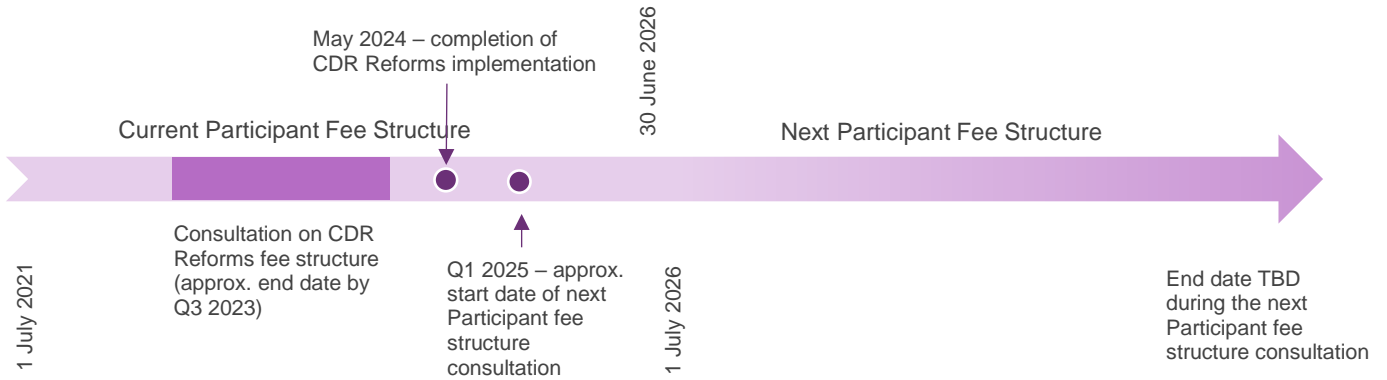 May 2024 – completion of
CDR Reforms implementation
30 June 2026
Current Participant Fee Structure
Next Participant Fee Structure
1 July 2021
Consultation on CDR
Reforms fee structure
(approx. end date by
Q3 2023)
Q1 2025 – approx.
start date of next
Participant fee
structure
consultation
1 July 2026
End date TBD
during the next
Participant fee
structure consultation